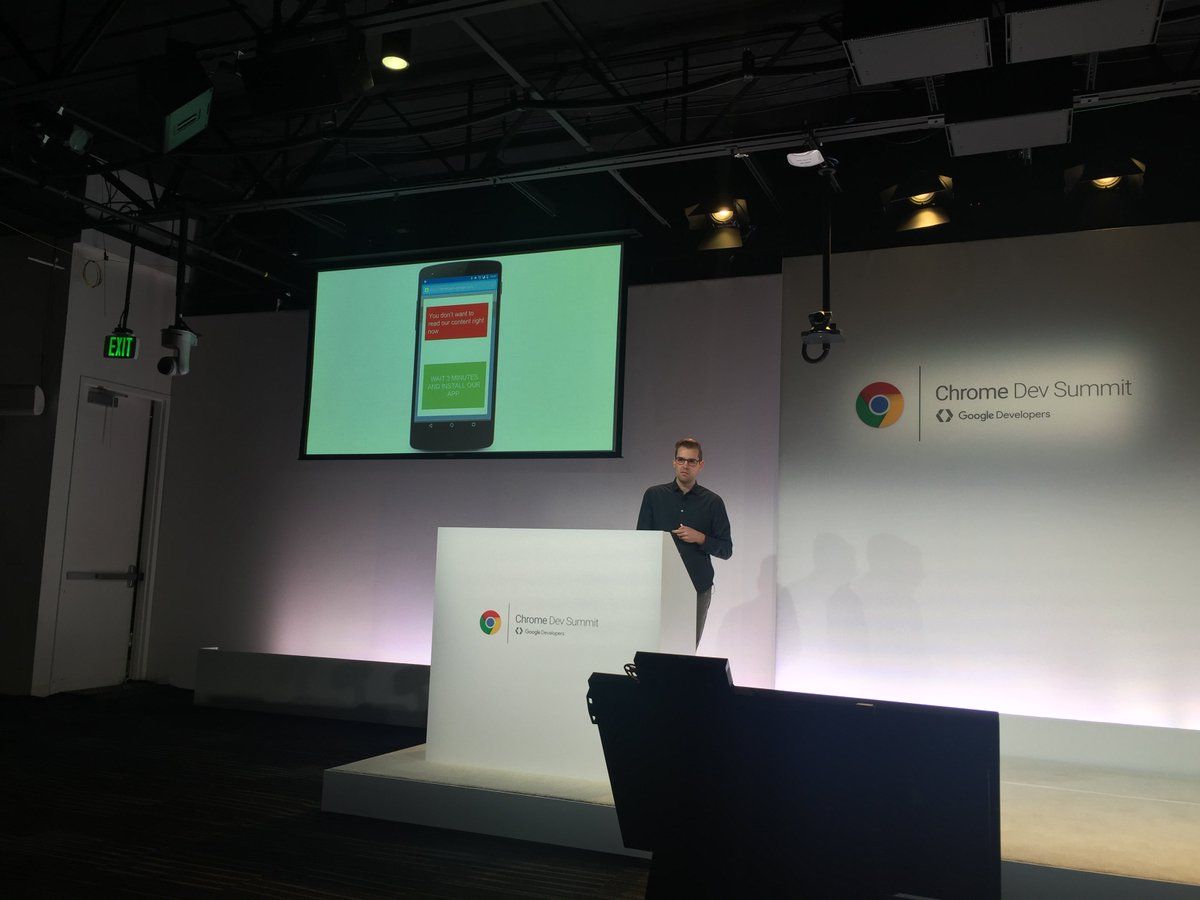 EXIT
You don't want to
read our content right
now
WAIT 3 MINUTES
AND INSTALL OUR
APP
Chrome Dev Summit
Google Developers
Chrome Dev Summit
Google Developers